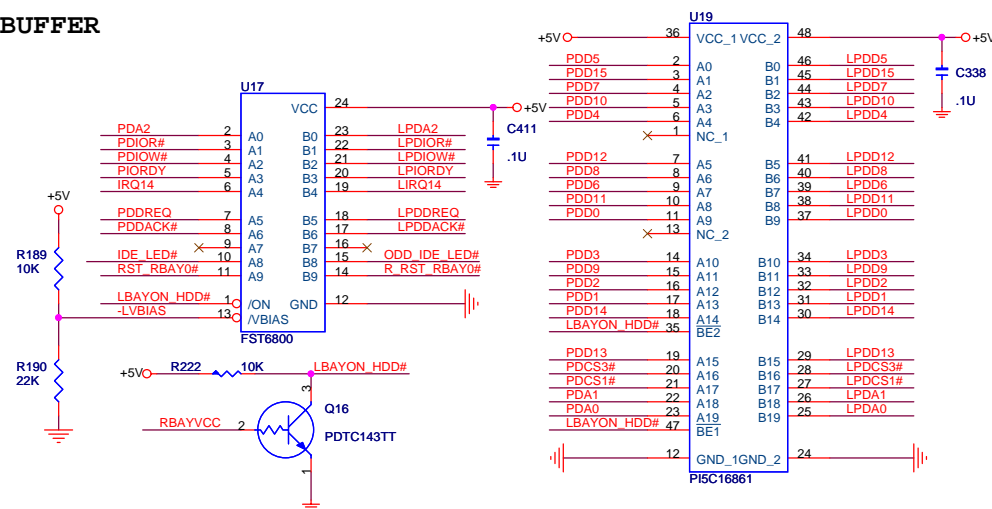 BUFFER
U17
VCC 24
+5V
C411
.1U
PDA2 2 A0 B0 23 LPDA2
PDIOR# 3 A1 B1 22 LPDIOR#
PDIOW# 4 A2 B2 21 LPDIOW#
PIORDY 5 A3 B3 20 LPIORDY
IRQ14 6 A4 B4 19 LIRQ14
PDDREQ 7 A5 B5 18 LPDDREQ
PDDACK# 8 A6 B6 17 LPDDACK#
9 A7 B7 16
IDE_LED# 10 A8 B8 15 ODD_IDE_LED#
RST_RBAY0# 11 A9 B9 14 R_RST_RBAY0#
LBAYON_HDD# 1 /ON GND 12
-LVBIAS 13 /VBIAS
FST6800
+5V
R189
10K
R190
22K
+5V R222 10K LBAYON_HDD#
3
Q16
RBAYVCC 2
PDTC143TT
1
U19
+5V 36 VCC_1 VCC_2 48 +5V
C338
.1U
PDD5 2 A0 B0 46 LPDD5
PDD15 3 A1 B1 45 LPDD15
PDD7 4 A2 B2 44 LPDD7
PDD10 5 A3 B3 43 LPDD10
PDD4 6 A4 B4 42 LPDD4
1 NC_1
PDD12 7 A5 B5 41 LPDD12
PDD8 8 A6 B6 40 LPDD8
PDD6 9 A7 B7 39 LPDD6
PDD11 10 A8 B8 38 LPDD11
PDD0 11 A9 B9 37 LPDD0
13 NC_2
PDD3 14 A10 B10 34 LPDD3
PDD9 15 A11 B11 33 LPDD9
PDD2 16 A12 B12 32 LPDD2
PDD1 17 A13 B13 31 LPDD1
PDD14 18 A14 B14 30 LPDD14
LBAYON_HDD# 35 BE2
PDD13 19 A15 B15 29 LPDD13
PDCS3# 20 A16 B16 28 LPDCS3#
PDCS1# 21 A17 B17 27 LPDCS1#
PDA1 22 A18 B18 26 LPDA1
PDA0 23 A19 B19 25 LPDA0
LBAYON_HDD# 47 BE1
12 GND_1 GND_2 24
PI5C16861